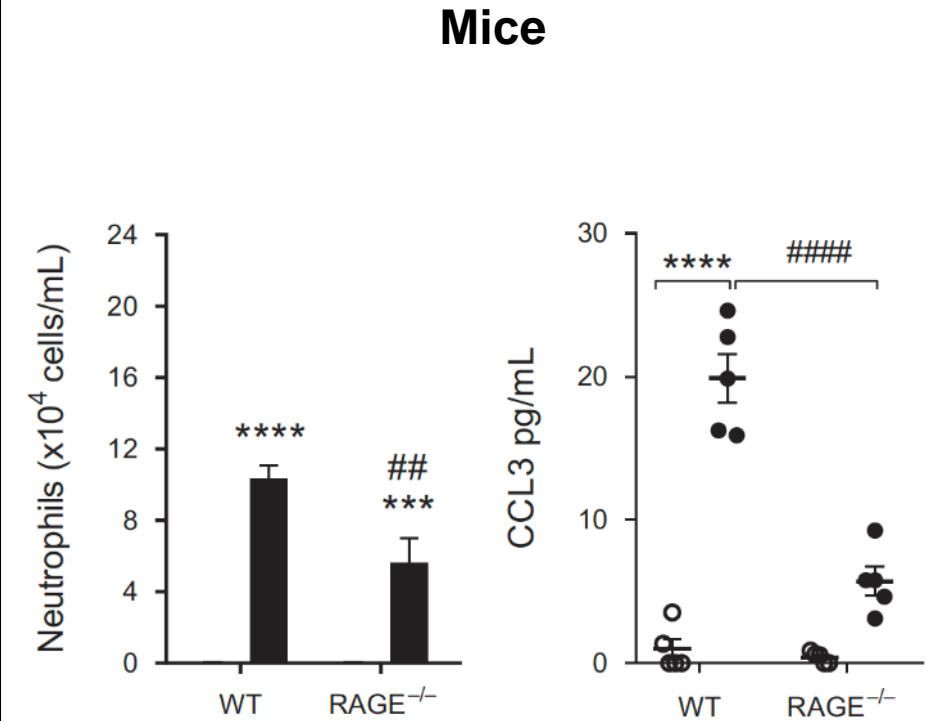 Mice
Neutrophils (x10⁴ cells/mL)
24
20
16
12
8
4
0
****
##
***
WT
RAGE⁻/⁻
CCL3 pg/mL
30
20
10
0
****
####
WT
RAGE⁻/⁻